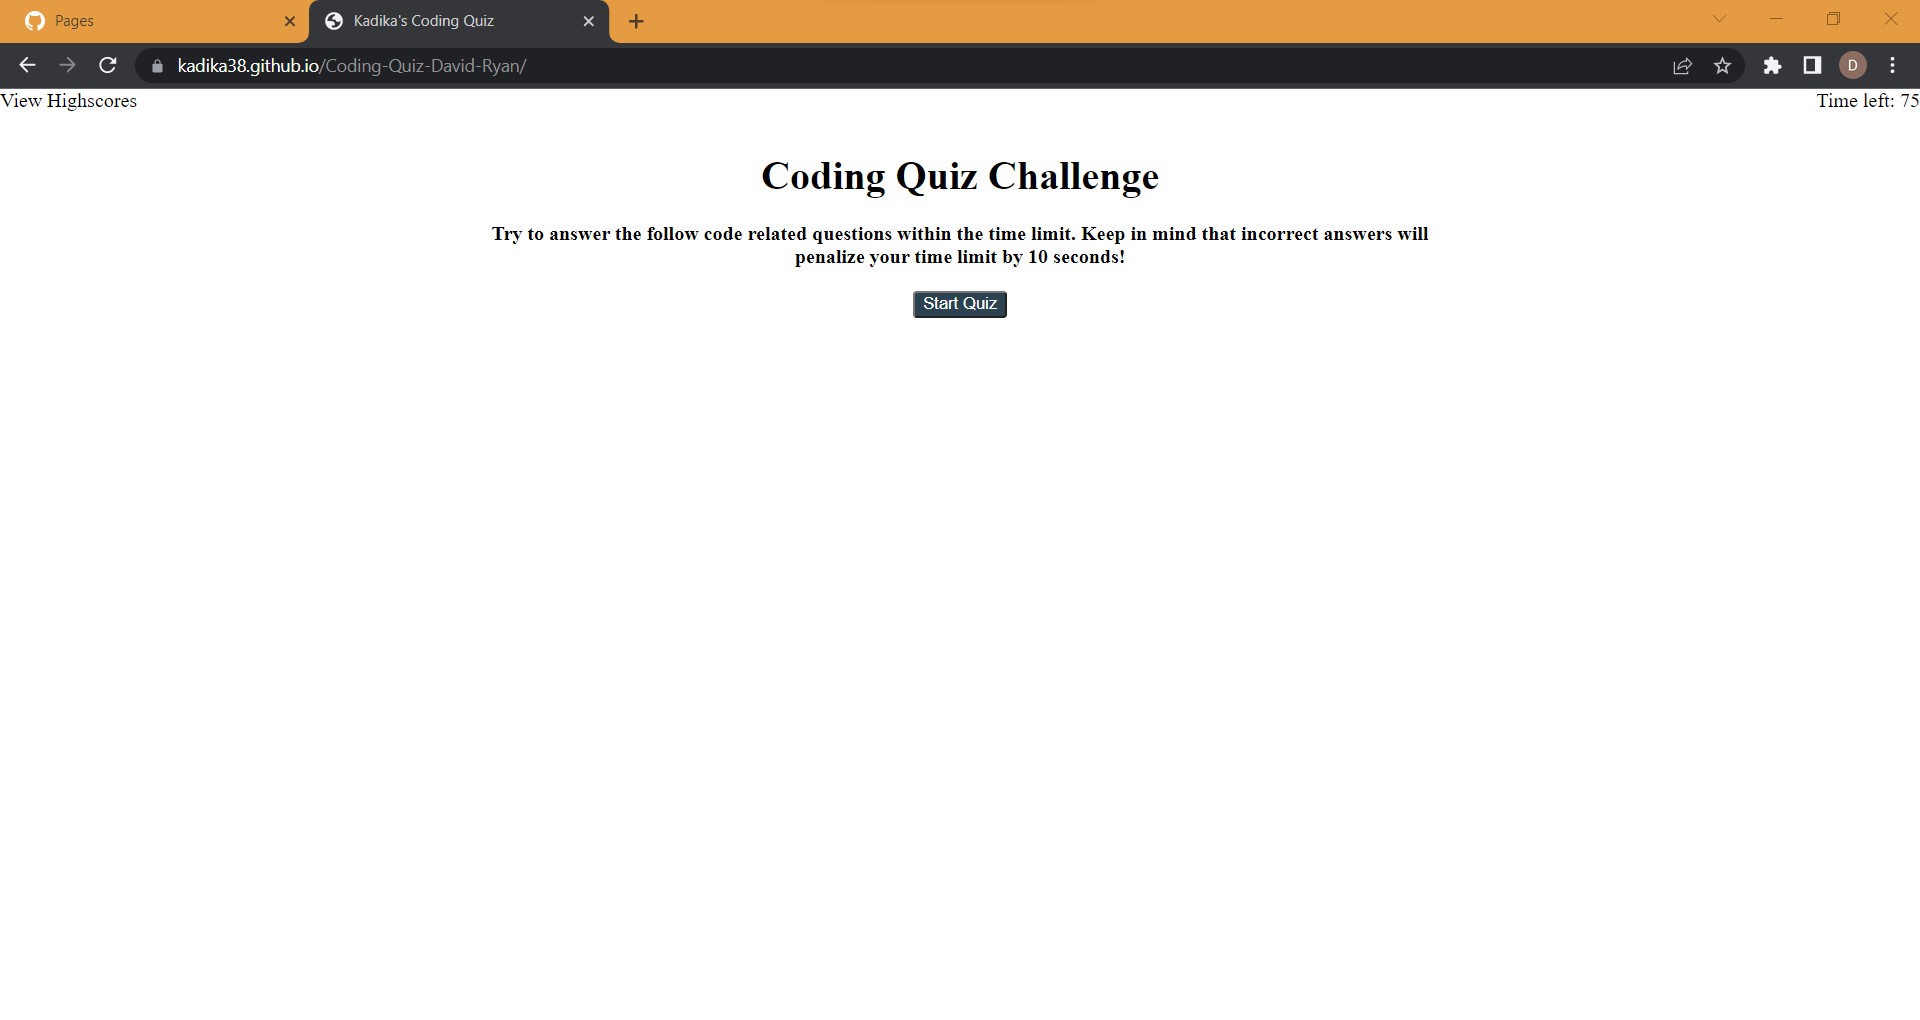 Pages
Kadika's Coding Quiz
kadika38.github.io/Coding-Quiz-David-Ryan/
D
View Highscores
Time left: 75
Coding Quiz Challenge
Try to answer the follow code related questions within the time limit. Keep in mind that incorrect answers will
penalize your time limit by 10 seconds!
Start Quiz